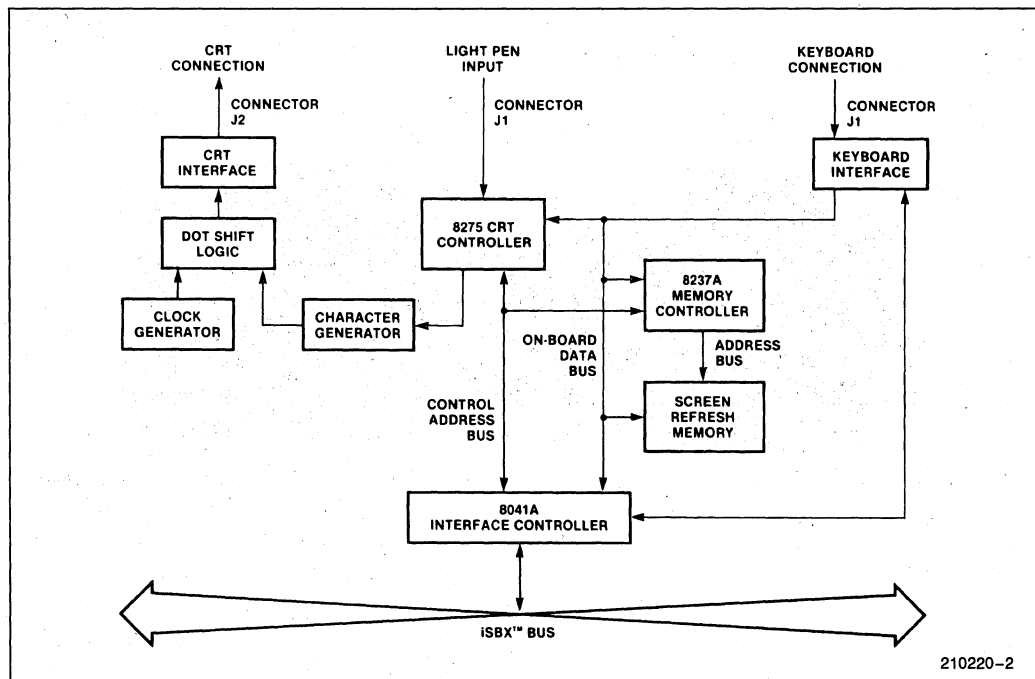 CRT
CONNECTION
LIGHT PEN
INPUT
KEYBOARD
CONNECTION
CONNECTOR
J2
CONNECTOR
J1
CONNECTOR
J1
CRT
INTERFACE
KEYBOARD
INTERFACE
DOT SHIFT
LOGIC
8275 CRT
CONTROLLER
CLOCK
GENERATOR
CHARACTER
GENERATOR
8237A
MEMORY
CONTROLLER
ON-BOARD
DATA
BUS
ADDRESS
BUS
CONTROL
ADDRESS
BUS
SCREEN
REFRESH
MEMORY
8041A
INTERFACE CONTROLLER
iSBX™ BUS
210220–2